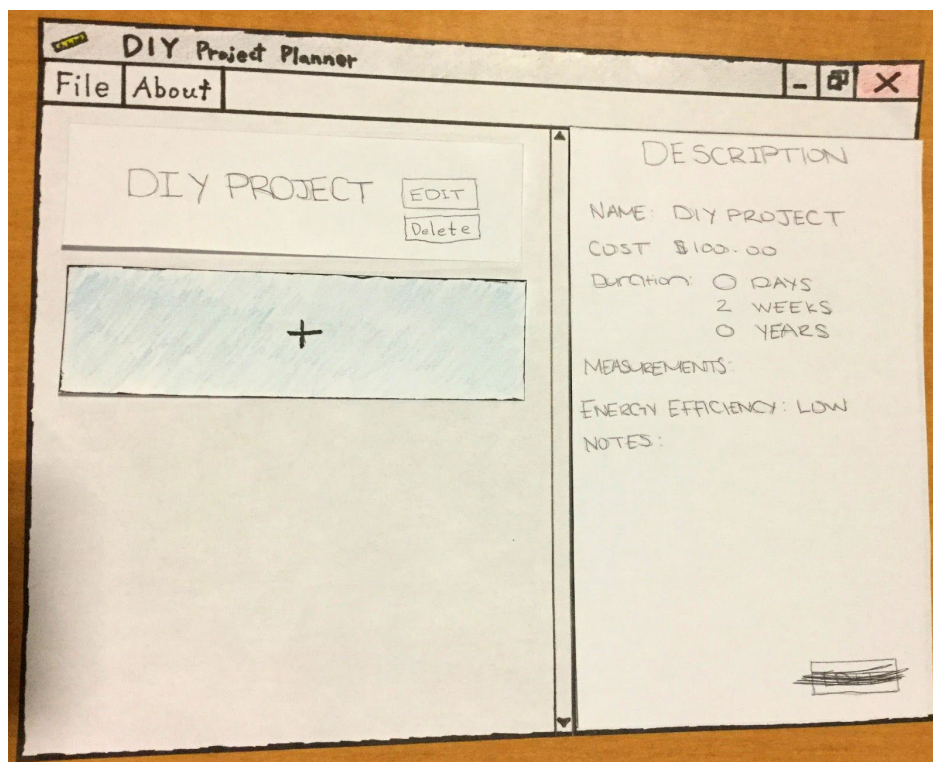 DIY Project Planner
File About
DIY PROJECT
EDIT
Delete
+
DESCRIPTION
NAME: DIY PROJECT
COST $100.00
Duration: 0 DAYS
2 WEEKS
0 YEARS
MEASUREMENTS:
ENERGY EFFICIENCY: LOW
NOTES: